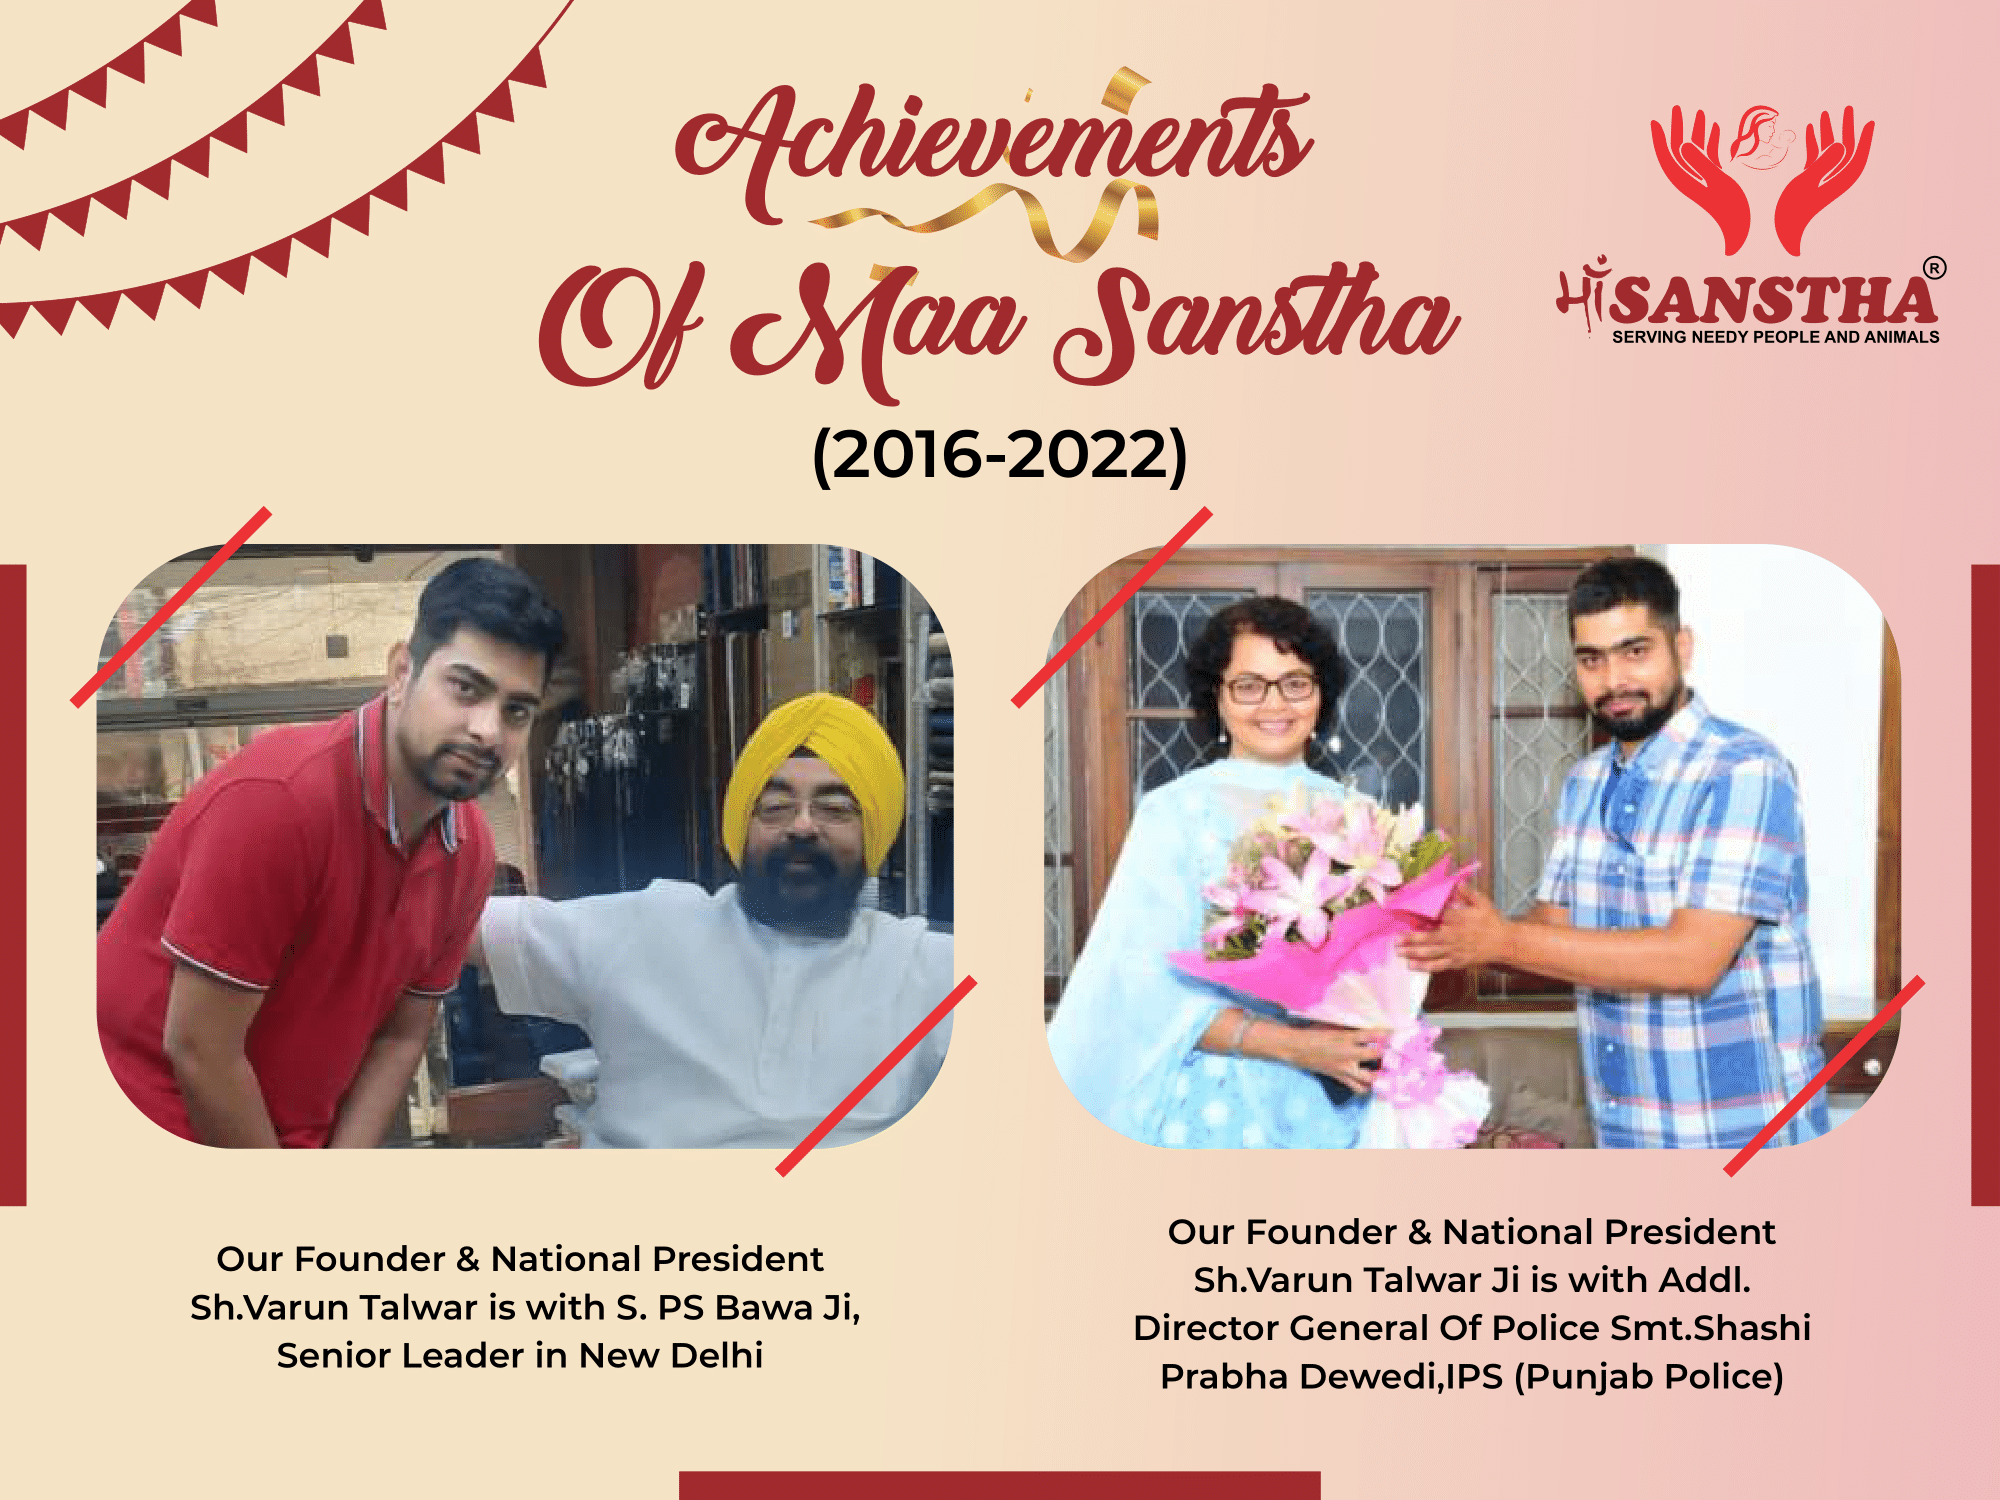 Achievements
Of Maa Sanstha
(2016-2022)
माँSANSTHA®
SERVING NEEDY PEOPLE AND ANIMALS
Our Founder & National President
Sh.Varun Talwar is with S. PS Bawa Ji,
Senior Leader in New Delhi
Our Founder & National President
Sh.Varun Talwar Ji is with Addl.
Director General Of Police Smt.Shashi
Prabha Dewedi,IPS (Punjab Police)